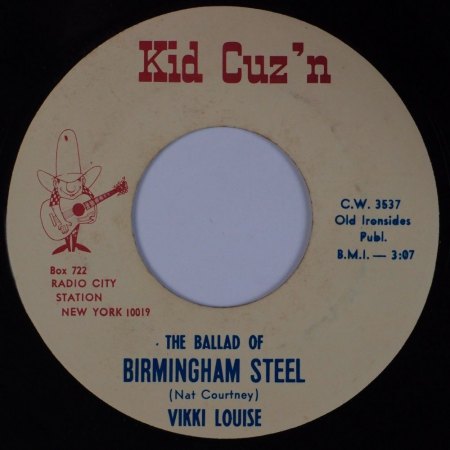 Kid Cuz'n
C.W. 3537
Old Ironsides
Publ.
B.M.I. — 3:07
Box 722
RADIO CITY
STATION
NEW YORK 10019
THE BALLAD OF
BIRMINGHAM STEEL
(Nat Courtney)
VIKKI LOUISE